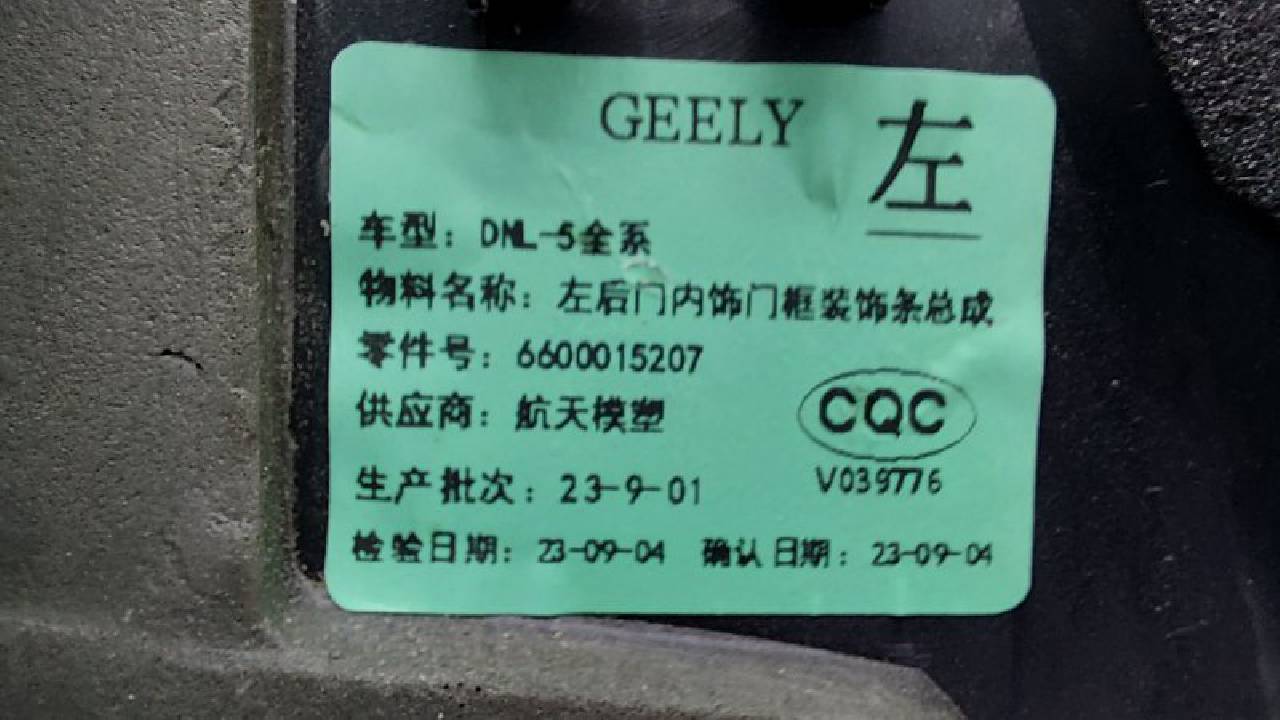 GEELY 左
车型：DNL-5全系
物料名称：左后门内饰门框装饰条总成
零件号：6600015207
供应商：航天模塑
CQC
生产批次：23-9-01
V039776
检验日期：23-09-04 确认日期：23-09-04